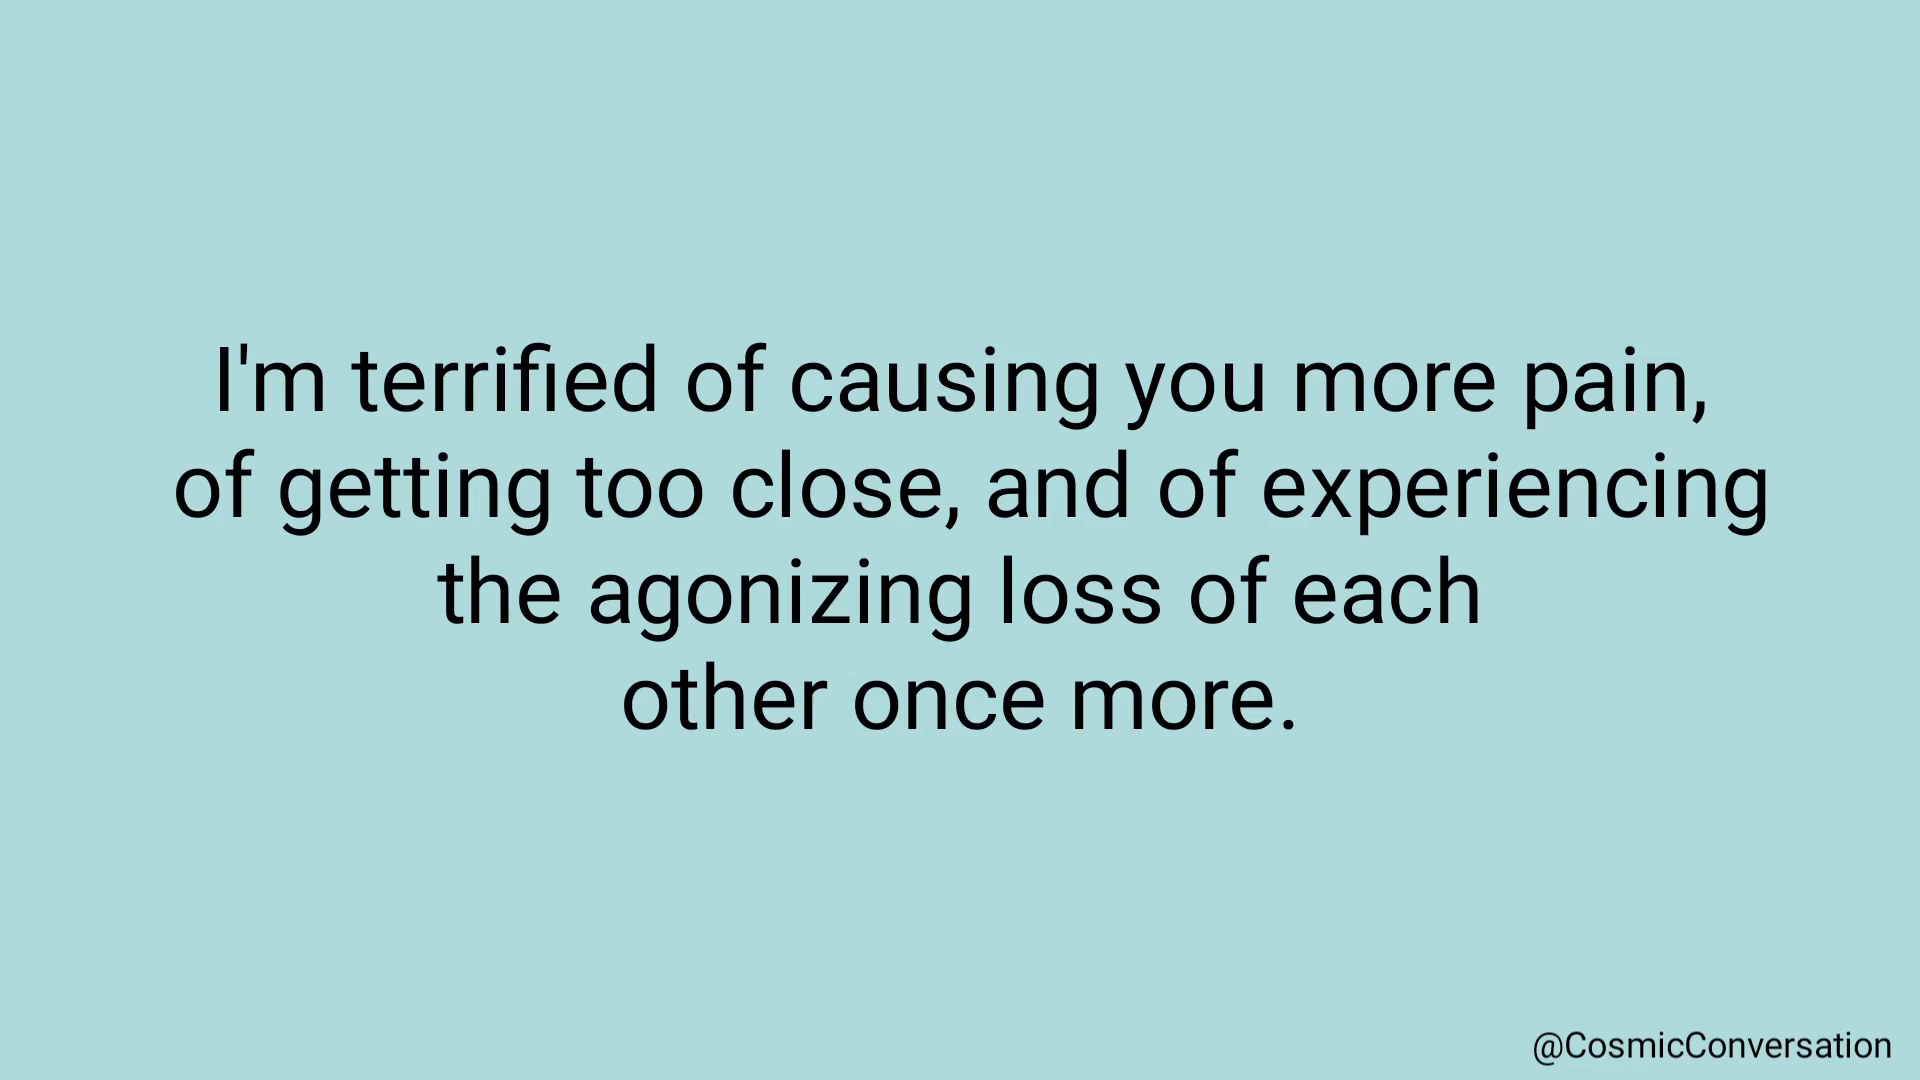 I'm terrified of causing you more pain,
of getting too close, and of experiencing
the agonizing loss of each
other once more.
@CosmicConversation